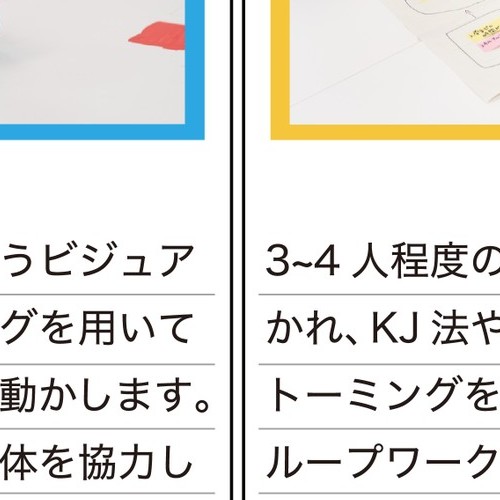 うビジュア
グを用いて
動かします。
体を協力し
3~4 人程度の
かれ、KJ 法や
トーミングを
ループワーク